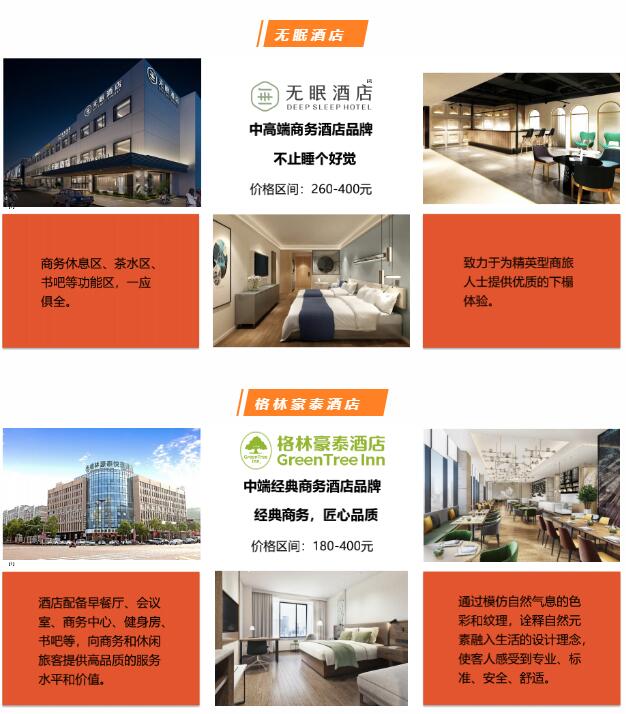 无眠酒店
无眠酒店
无眠酒店
无眠酒店
DEEP SLEEP HOTEL
中高端商务酒店品牌
不止睡个好觉
价格区间：260-400元
商务休息区、茶水区、
书吧等功能区，一应
俱全。
致力于为精英型商旅
人士提供优质的下榻
体验。
格林豪泰酒店
格林豪泰酒店
GreenTree Inn
GreenTree
Inn
中端经典商务酒店品牌
经典商务，匠心品质
价格区间：180-400元
酒店配备早餐厅、会议
室、商务中心、健身房、
书吧等，向商务和休闲
旅客提供高品质的服务
水平和价值。
通过模仿自然气息的色
彩和纹理，诠释自然元
素融入生活的设计理念，
使客人感受到专业、标
准、安全、舒适。